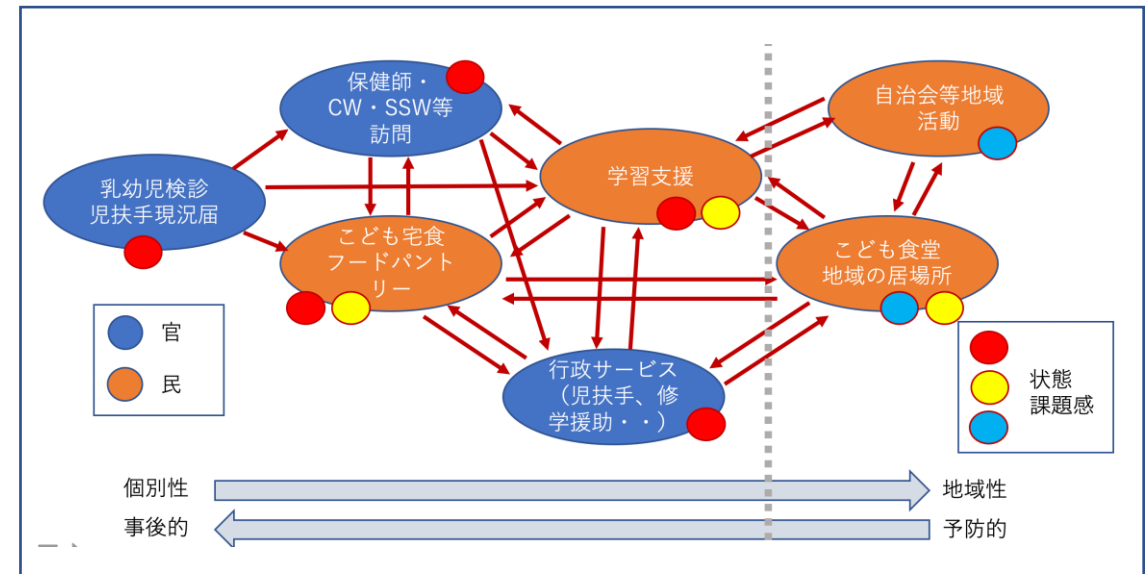 保健師・
CW・SSW等
訪問
自治会等地域
活動
学習支援
乳幼児検診
児扶手現況届
こども宅食
フードパント
リー
こども食堂
地域の居場所
官
民
行政サービス
（児扶手、修
学援助・・）
状態
課題感
個別性
地域性
事後的
予防的